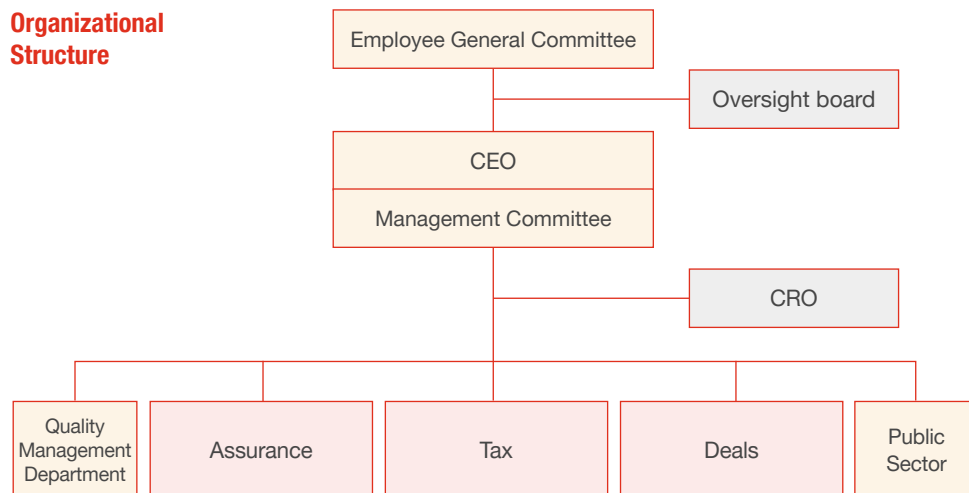 Organizational
Structure
Employee General Committee
Oversight board
CEO
Management Committee
CRO
Quality
Management
Department
Assurance
Tax
Deals
Public
Sector